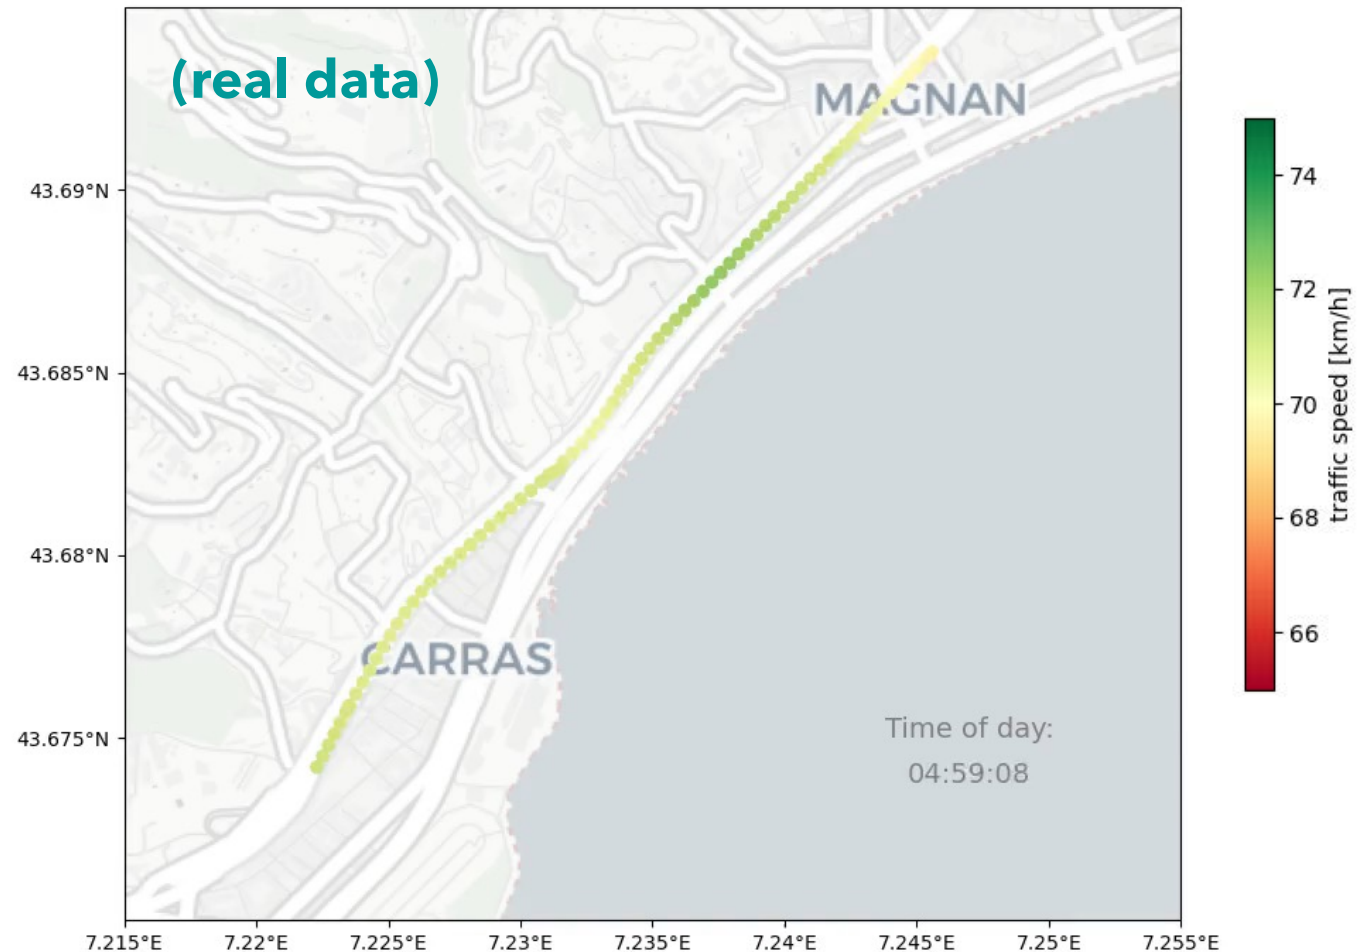 (real data)
MAGNAN
43.69°N
74
72
43.685°N
70
traffic speed [km/h]
68
43.68°N
66
CARRAS
43.675°N
Time of day:
04:59:08
7.215°E
7.22°E
7.225°E
7.23°E
7.235°E
7.24°E
7.245°E
7.25°E
7.255°E